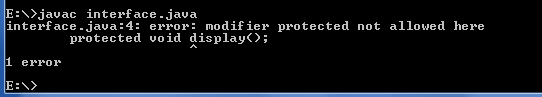 E:\>javac interface.java
interface.java:4: error: modifier protected not allowed here
        protected void display();
                       ^
1 error
E:\>